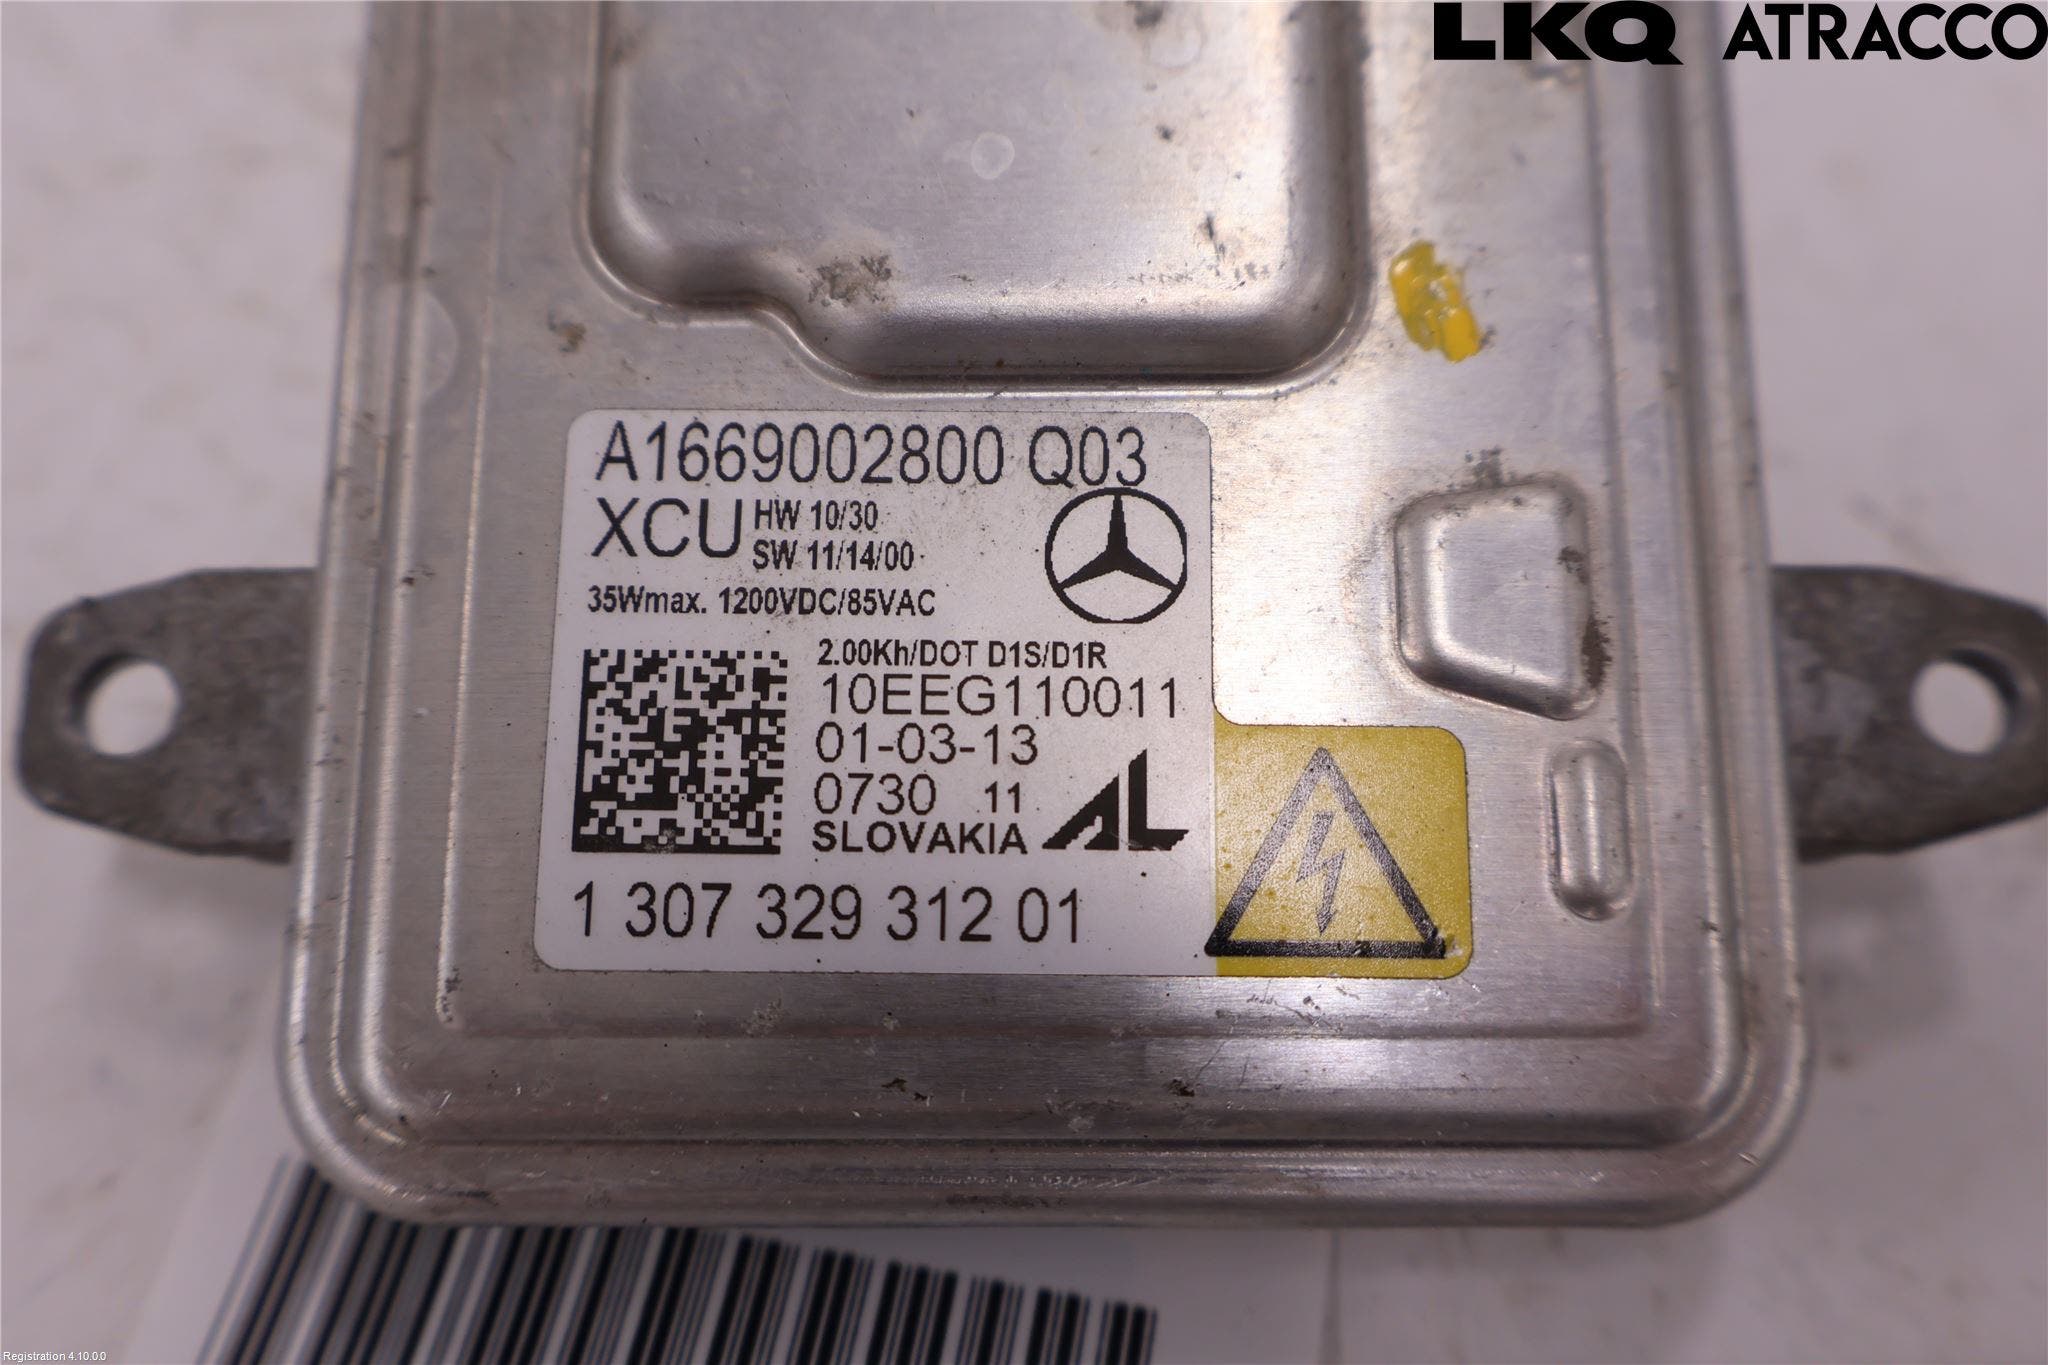 LKQ ATRACCO
A1669002800 Q03
XCU HW 10/30
SW 11/14/00
35Wmax. 1200VDC/85VAC
2.00Kh/DOT D1S/D1R
10EEG110011
01-03-13
0730 11
SLOVAKIA AL
1 307 329 312 01
Registration 4.10.0.0